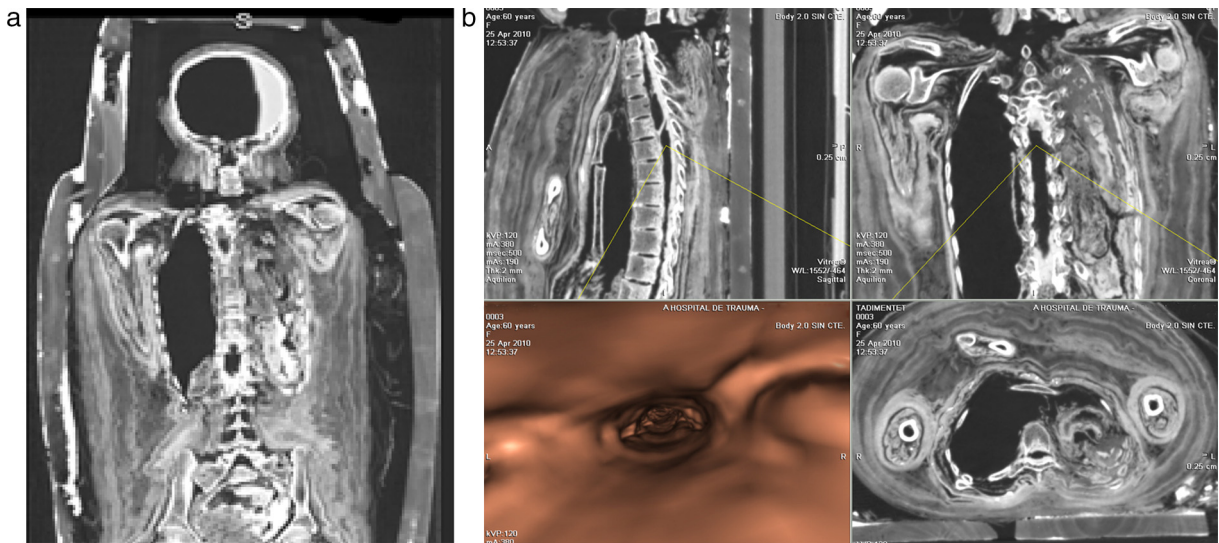 a
S
b
0003
Age:60 years
F
25 Apr 2010
12:53:37
Body 2.0 SIN CTE.
A
P
0.25 cm
kVP:120
mA:380
msec:500
mAs:190
Thk:2 mm
Aquilion
Vitrea®
W/L:1552/-464
Sagittal
0003
Age:60 years
F
25 Apr 2010
12:53:37
Body 2.0 SIN CTE.
R
L
0.25 cm
kVP:120
mA:380
msec:500
mAs:190
Thk:2 mm
Aquilion
Vitrea®
W/L:1552/-464
Coronal
0003
Age:60 years
F
25 Apr 2010
12:53:37
A HOSPITAL DE TRAUMA -
Body 2.0 SIN CTE.
L
R
kVP:120
mA:380
TADIMENTET
0003
Age:60 years
F
25 Apr 2010
12:53:37
A HOSPITAL DE TRAUMA -
Body 2.0 SIN CTE.
R
L
0.25 cm